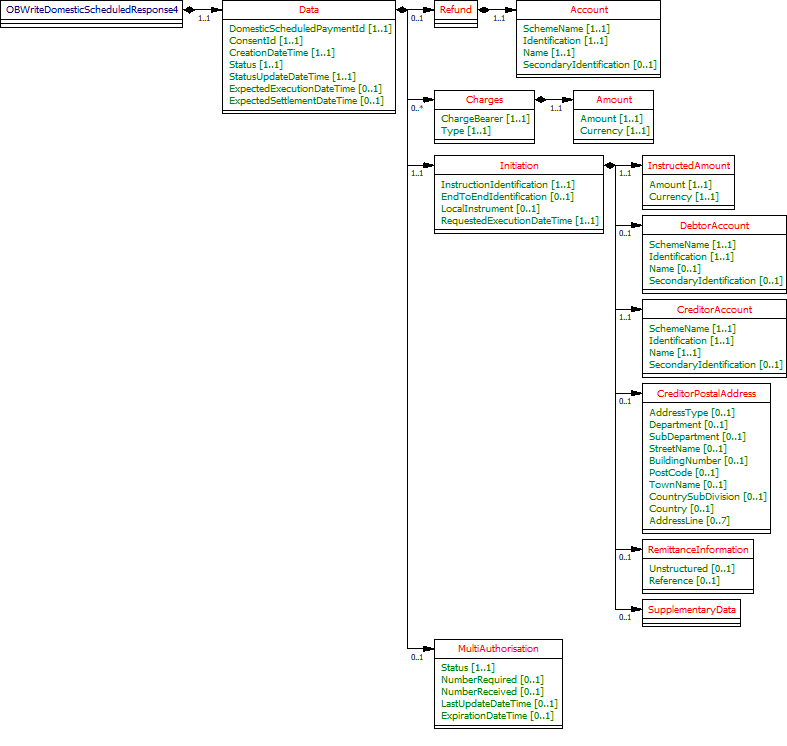 OBWriteDomesticScheduledResponse4
1..1
Data
DomesticScheduledPaymentId [1..1]
ConsentId [1..1]
CreationDateTime [1..1]
Status [1..1]
StatusUpdateDateTime [1..1]
ExpectedExecutionDateTime [0..1]
ExpectedSettlementDateTime [0..1]
0..1
Refund
1..1
Account
SchemeName [1..1]
Identification [1..1]
Name [1..1]
SecondaryIdentification [0..1]
0..*
Charges
ChargeBearer [1..1]
Type [1..1]
1..1
Amount
Amount [1..1]
Currency [1..1]
1..1
Initiation
InstructionIdentification [1..1]
EndToEndIdentification [0..1]
LocalInstrument [0..1]
RequestedExecutionDateTime [1..1]
1..1
InstructedAmount
Amount [1..1]
Currency [1..1]
0..1
DebtorAccount
SchemeName [1..1]
Identification [1..1]
Name [0..1]
SecondaryIdentification [0..1]
1..1
CreditorAccount
SchemeName [1..1]
Identification [1..1]
Name [1..1]
SecondaryIdentification [0..1]
0..1
CreditorPostalAddress
AddressType [0..1]
Department [0..1]
SubDepartment [0..1]
StreetName [0..1]
BuildingNumber [0..1]
PostCode [0..1]
TownName [0..1]
CountrySubDivision [0..1]
Country [0..1]
AddressLine [0..7]
0..1
RemittanceInformation
Unstructured [0..1]
Reference [0..1]
0..1
SupplementaryData
0..1
MultiAuthorisation
Status [1..1]
NumberRequired [0..1]
NumberReceived [0..1]
LastUpdateDateTime [0..1]
ExpirationDateTime [0..1]